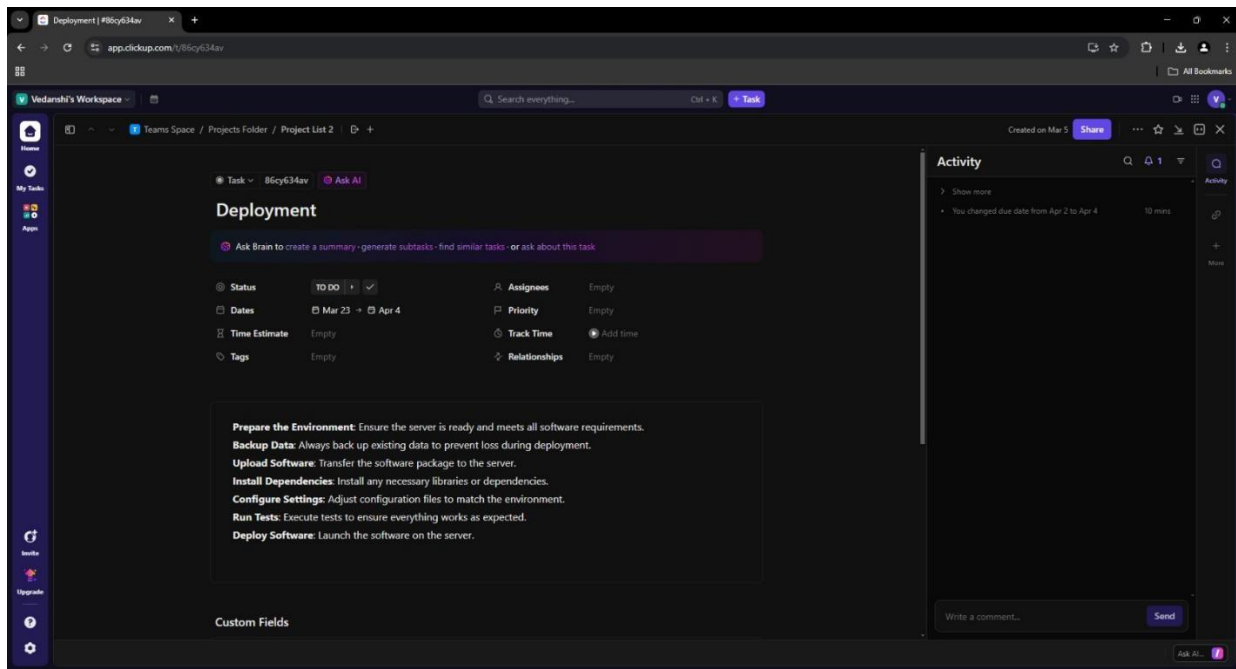 Deployment | #86cy634av
app.clickup.com/t/86cy634av
All Bookmarks
V Vedanshi's Workspace
Search everything... Ctrl + K + Task
V
Home
My Tasks
Apps
Invite
Upgrade
T Teams Space / Projects Folder / Project List 2
Created on Mar 5 Share
Task 86cy634av Ask AI
Deployment
Ask Brain to create a summary · generate subtasks · find similar tasks · or ask about this task
Status TO DO Assignees Empty
Dates Mar 23 → Apr 4 Priority Empty
Time Estimate Empty Track Time Add time
Tags Empty Relationships Empty
Prepare the Environment: Ensure the server is ready and meets all software requirements.
Backup Data: Always back up existing data to prevent loss during deployment.
Upload Software: Transfer the software package to the server.
Install Dependencies: Install any necessary libraries or dependencies.
Configure Settings: Adjust configuration files to match the environment.
Run Tests: Execute tests to ensure everything works as expected.
Deploy Software: Launch the software on the server.
Custom Fields
Activity 1
Show more
You changed due date from Apr 2 to Apr 4 10 mins
Write a comment... Send
Activity
More
Ask AI...